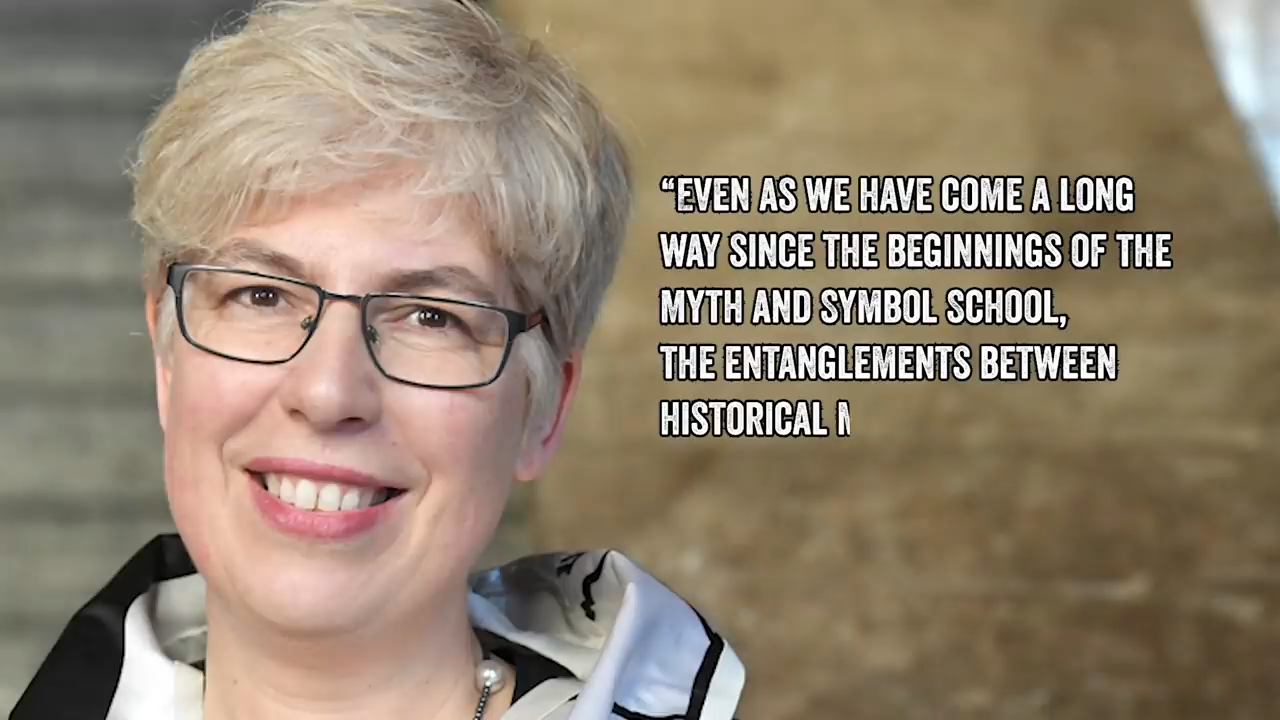 “EVEN AS WE HAVE COME A LONG
WAY SINCE THE BEGINNINGS OF THE
MYTH AND SYMBOL SCHOOL,
THE ENTANGLEMENTS BETWEEN
HISTORICAL